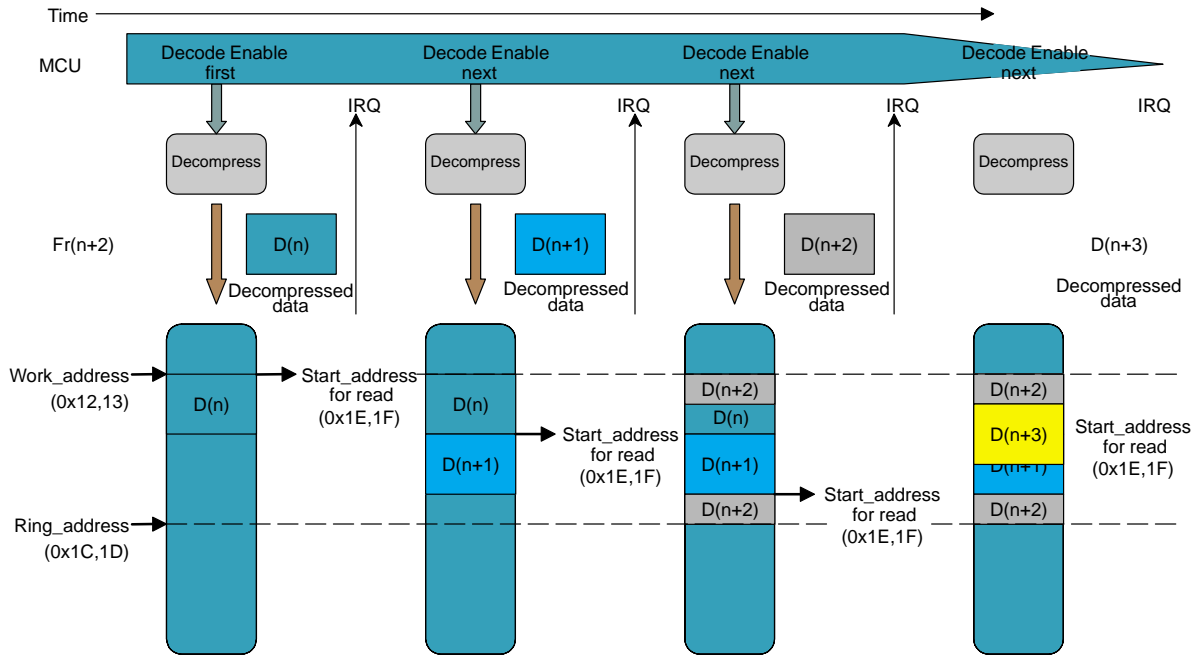 Time
MCU
Decode Enable
first
Decode Enable
next
Decode Enable
next
Decode Enable
next
IRQ
IRQ
IRQ
IRQ
Decompress
Decompress
Decompress
Decompress
Fr(n+2)
D(n)
D(n+1)
D(n+2)
D(n+3)
Decompressed
data
Decompressed
data
Decompressed
data
Decompressed
data
Work_address
(0x12,13)
D(n)
Start_address
for read
(0x1E,1F)
D(n)
D(n+1)
Start_address
for read
(0x1E,1F)
D(n+2)
D(n)
D(n+1)
D(n+2)
Start_address
for read
(0x1E,1F)
D(n+2)
D(n+3)
D(n+1)
D(n+2)
Start_address
for read
(0x1E,1F)
Ring_address
(0x1C,1D)